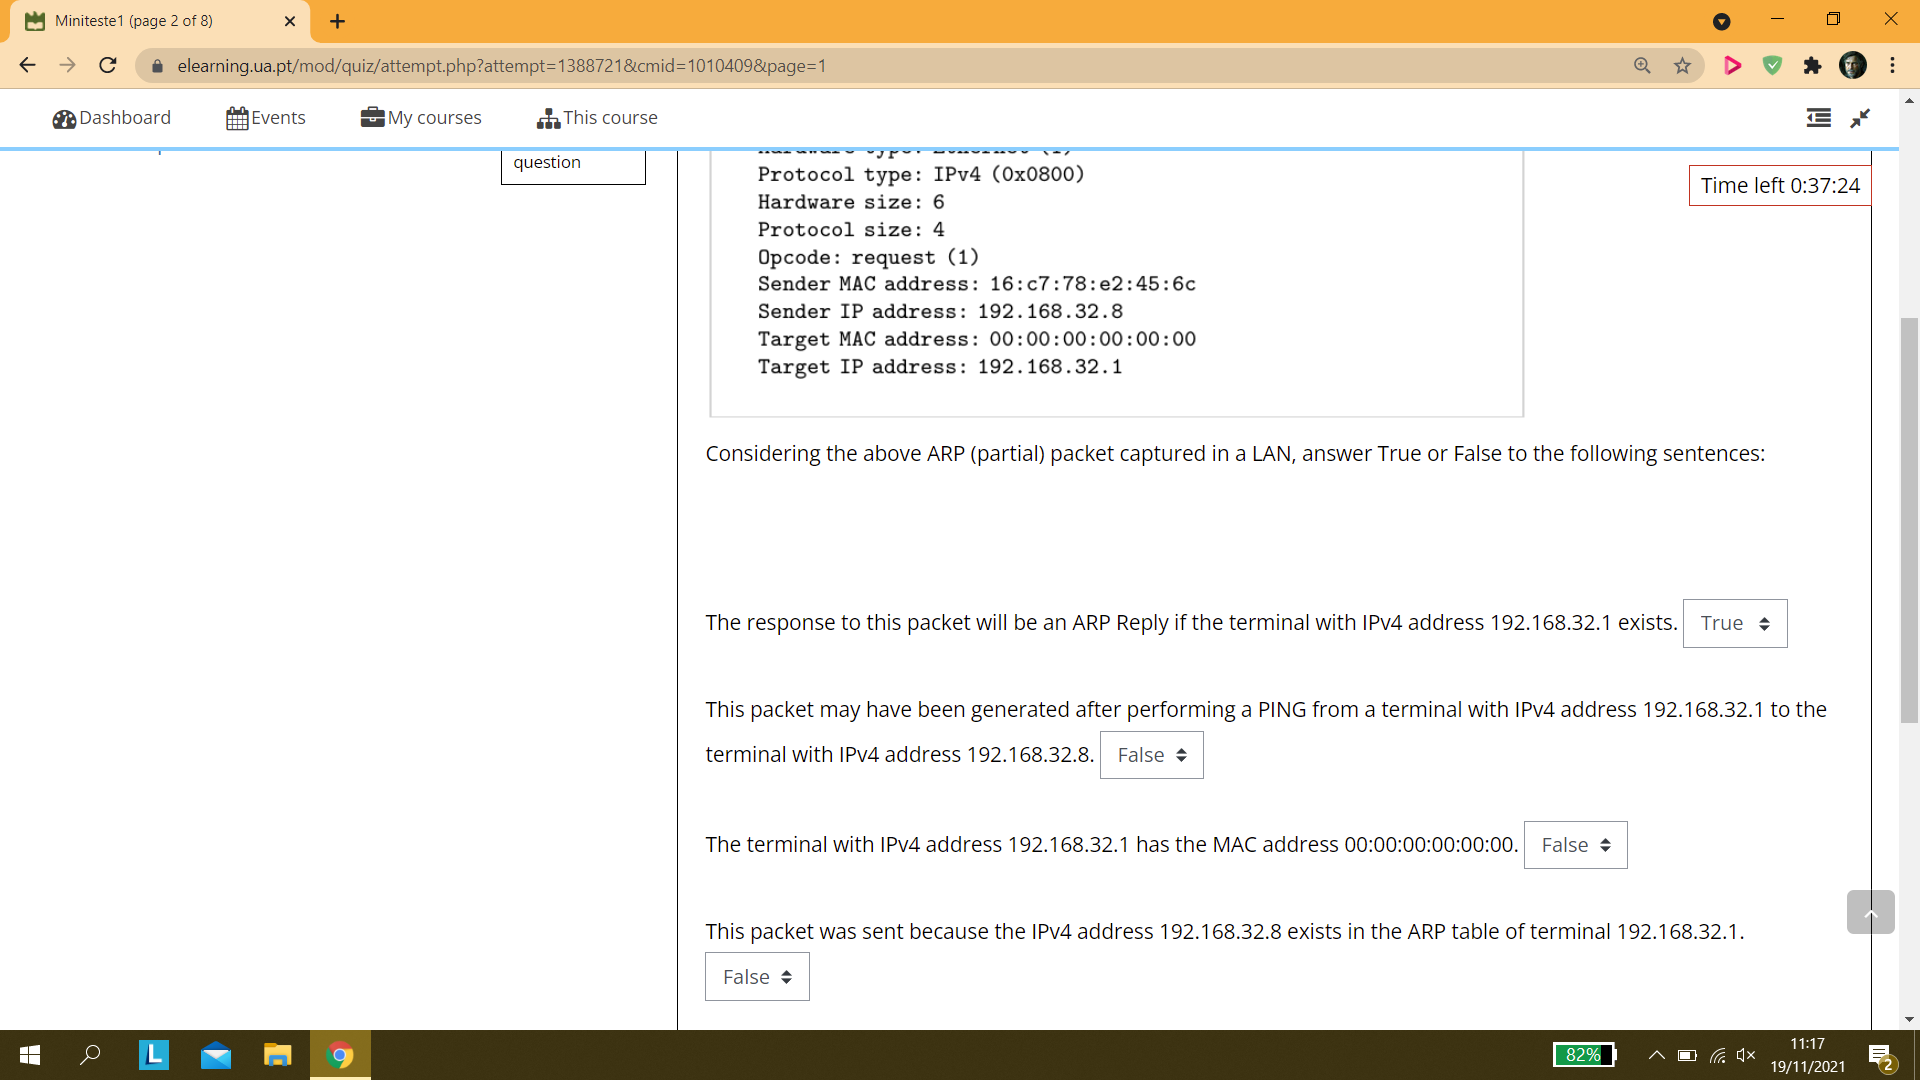 Miniteste1 (page 2 of 8)
elearning.ua.pt/mod/quiz/attempt.php?attempt=1388721&cmid=1010409&page=1
Dashboard Events My courses This course
question
Time left 0:37:24
Protocol type: IPv4 (0x0800)
Hardware size: 6
Protocol size: 4
Opcode: request (1)
Sender MAC address: 16:c7:78:e2:45:6c
Sender IP address: 192.168.32.8
Target MAC address: 00:00:00:00:00:00
Target IP address: 192.168.32.1
Considering the above ARP (partial) packet captured in a LAN, answer True or False to the following sentences:
The response to this packet will be an ARP Reply if the terminal with IPv4 address 192.168.32.1 exists. True
This packet may have been generated after performing a PING from a terminal with IPv4 address 192.168.32.1 to the
terminal with IPv4 address 192.168.32.8. False
The terminal with IPv4 address 192.168.32.1 has the MAC address 00:00:00:00:00:00. False
This packet was sent because the IPv4 address 192.168.32.8 exists in the ARP table of terminal 192.168.32.1.
False
L
82%
11:17
19/11/2021
2